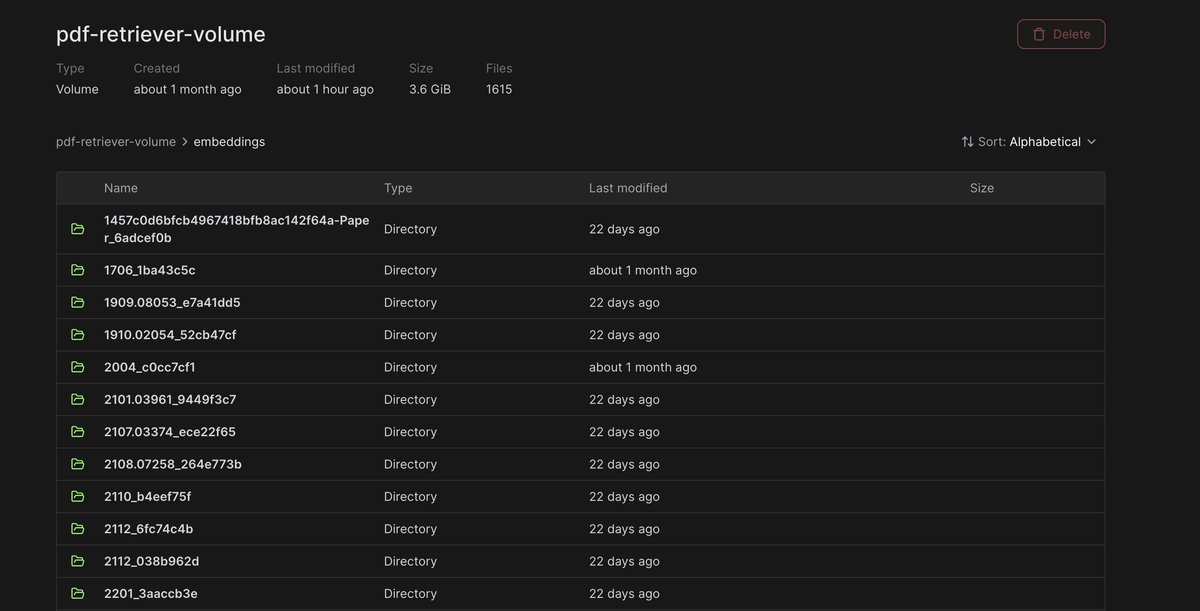 pdf-retriever-volume
Delete
Type Created Last modified Size Files
Volume about 1 month ago about 1 hour ago 3.6 GiB 1615
pdf-retriever-volume > embeddings
Sort: Alphabetical
Name Type Last modified Size
1457c0d6bfcb4967418bfb8ac142f64a-Pape
r_6adcef0b Directory 22 days ago
1706_1ba43c5c Directory about 1 month ago
1909.08053_e7a41dd5 Directory 22 days ago
1910.02054_52cb47cf Directory 22 days ago
2004_c0cc7cf1 Directory about 1 month ago
2101.03961_9449f3c7 Directory 22 days ago
2107.03374_ece22f65 Directory 22 days ago
2108.07258_264e773b Directory 22 days ago
2110_b4eef75f Directory 22 days ago
2112_6fc74c4b Directory 22 days ago
2112_038b962d Directory 22 days ago
2201_3aaccb3e Directory 22 days ago